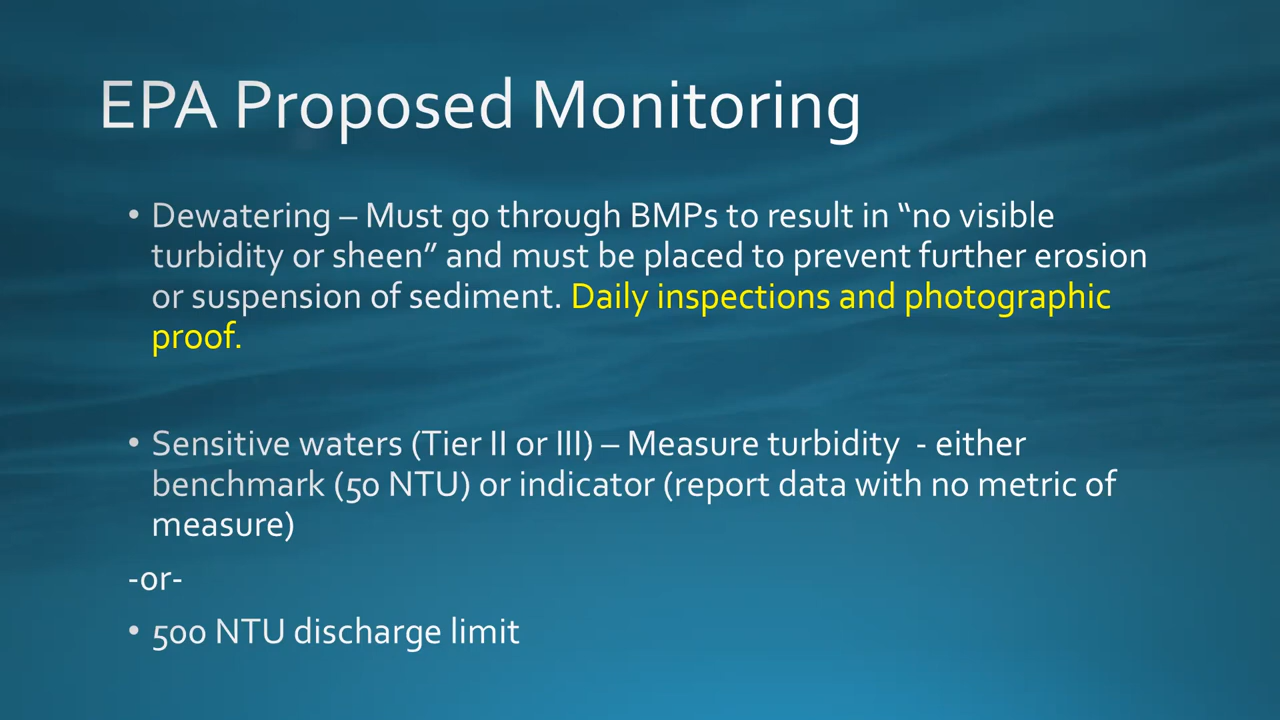 EPA Proposed Monitoring
• Dewatering – Must go through BMPs to result in “no visible
turbidity or sheen” and must be placed to prevent further erosion
or suspension of sediment. Daily inspections and photographic
proof.
• Sensitive waters (Tier II or III) – Measure turbidity  - either
benchmark (50 NTU) or indicator (report data with no metric of
measure)
-or-
• 500 NTU discharge limit